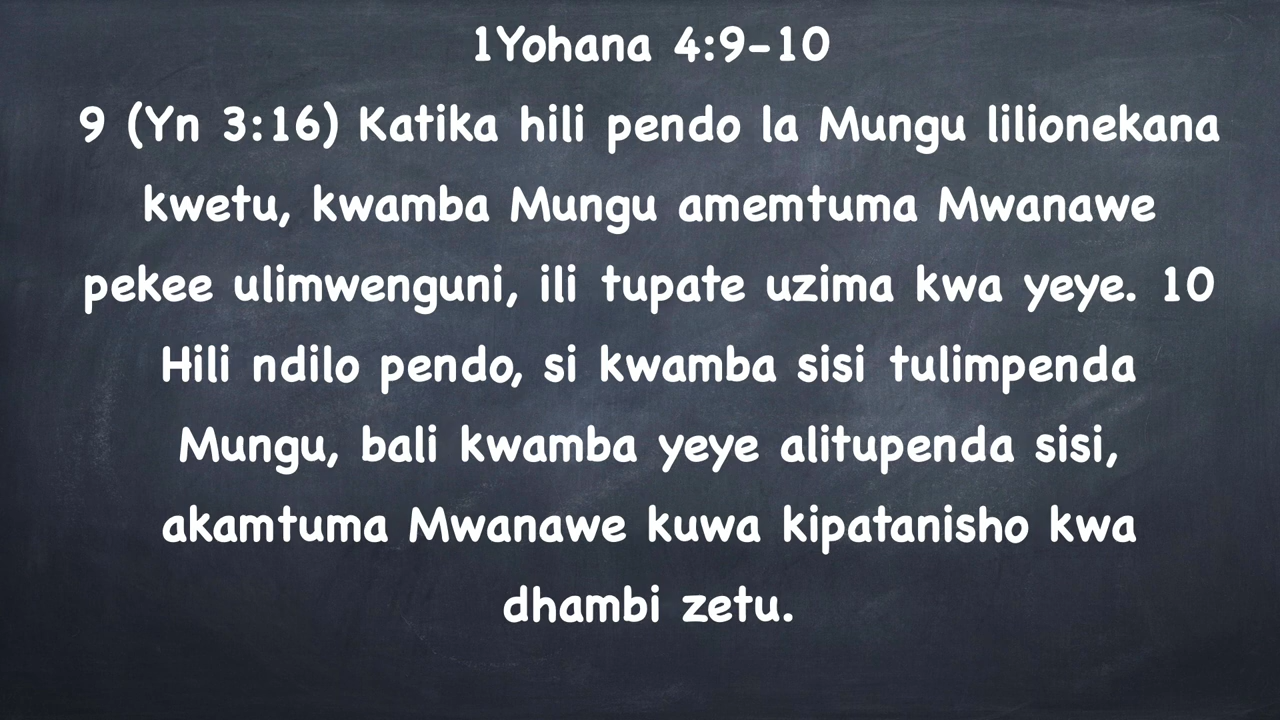 1Yohana 4:9-10
9 (Yn 3:16) Katika hili pendo la Mungu lilionekana
kwetu, kwamba Mungu amemtuma Mwanawe
pekee ulimwenguni, ili tupate uzima kwa yeye. 10
Hili ndilo pendo, si kwamba sisi tulimpenda
Mungu, bali kwamba yeye alitupenda sisi,
akamtuma Mwanawe kuwa kipatanisho kwa
dhambi zetu.